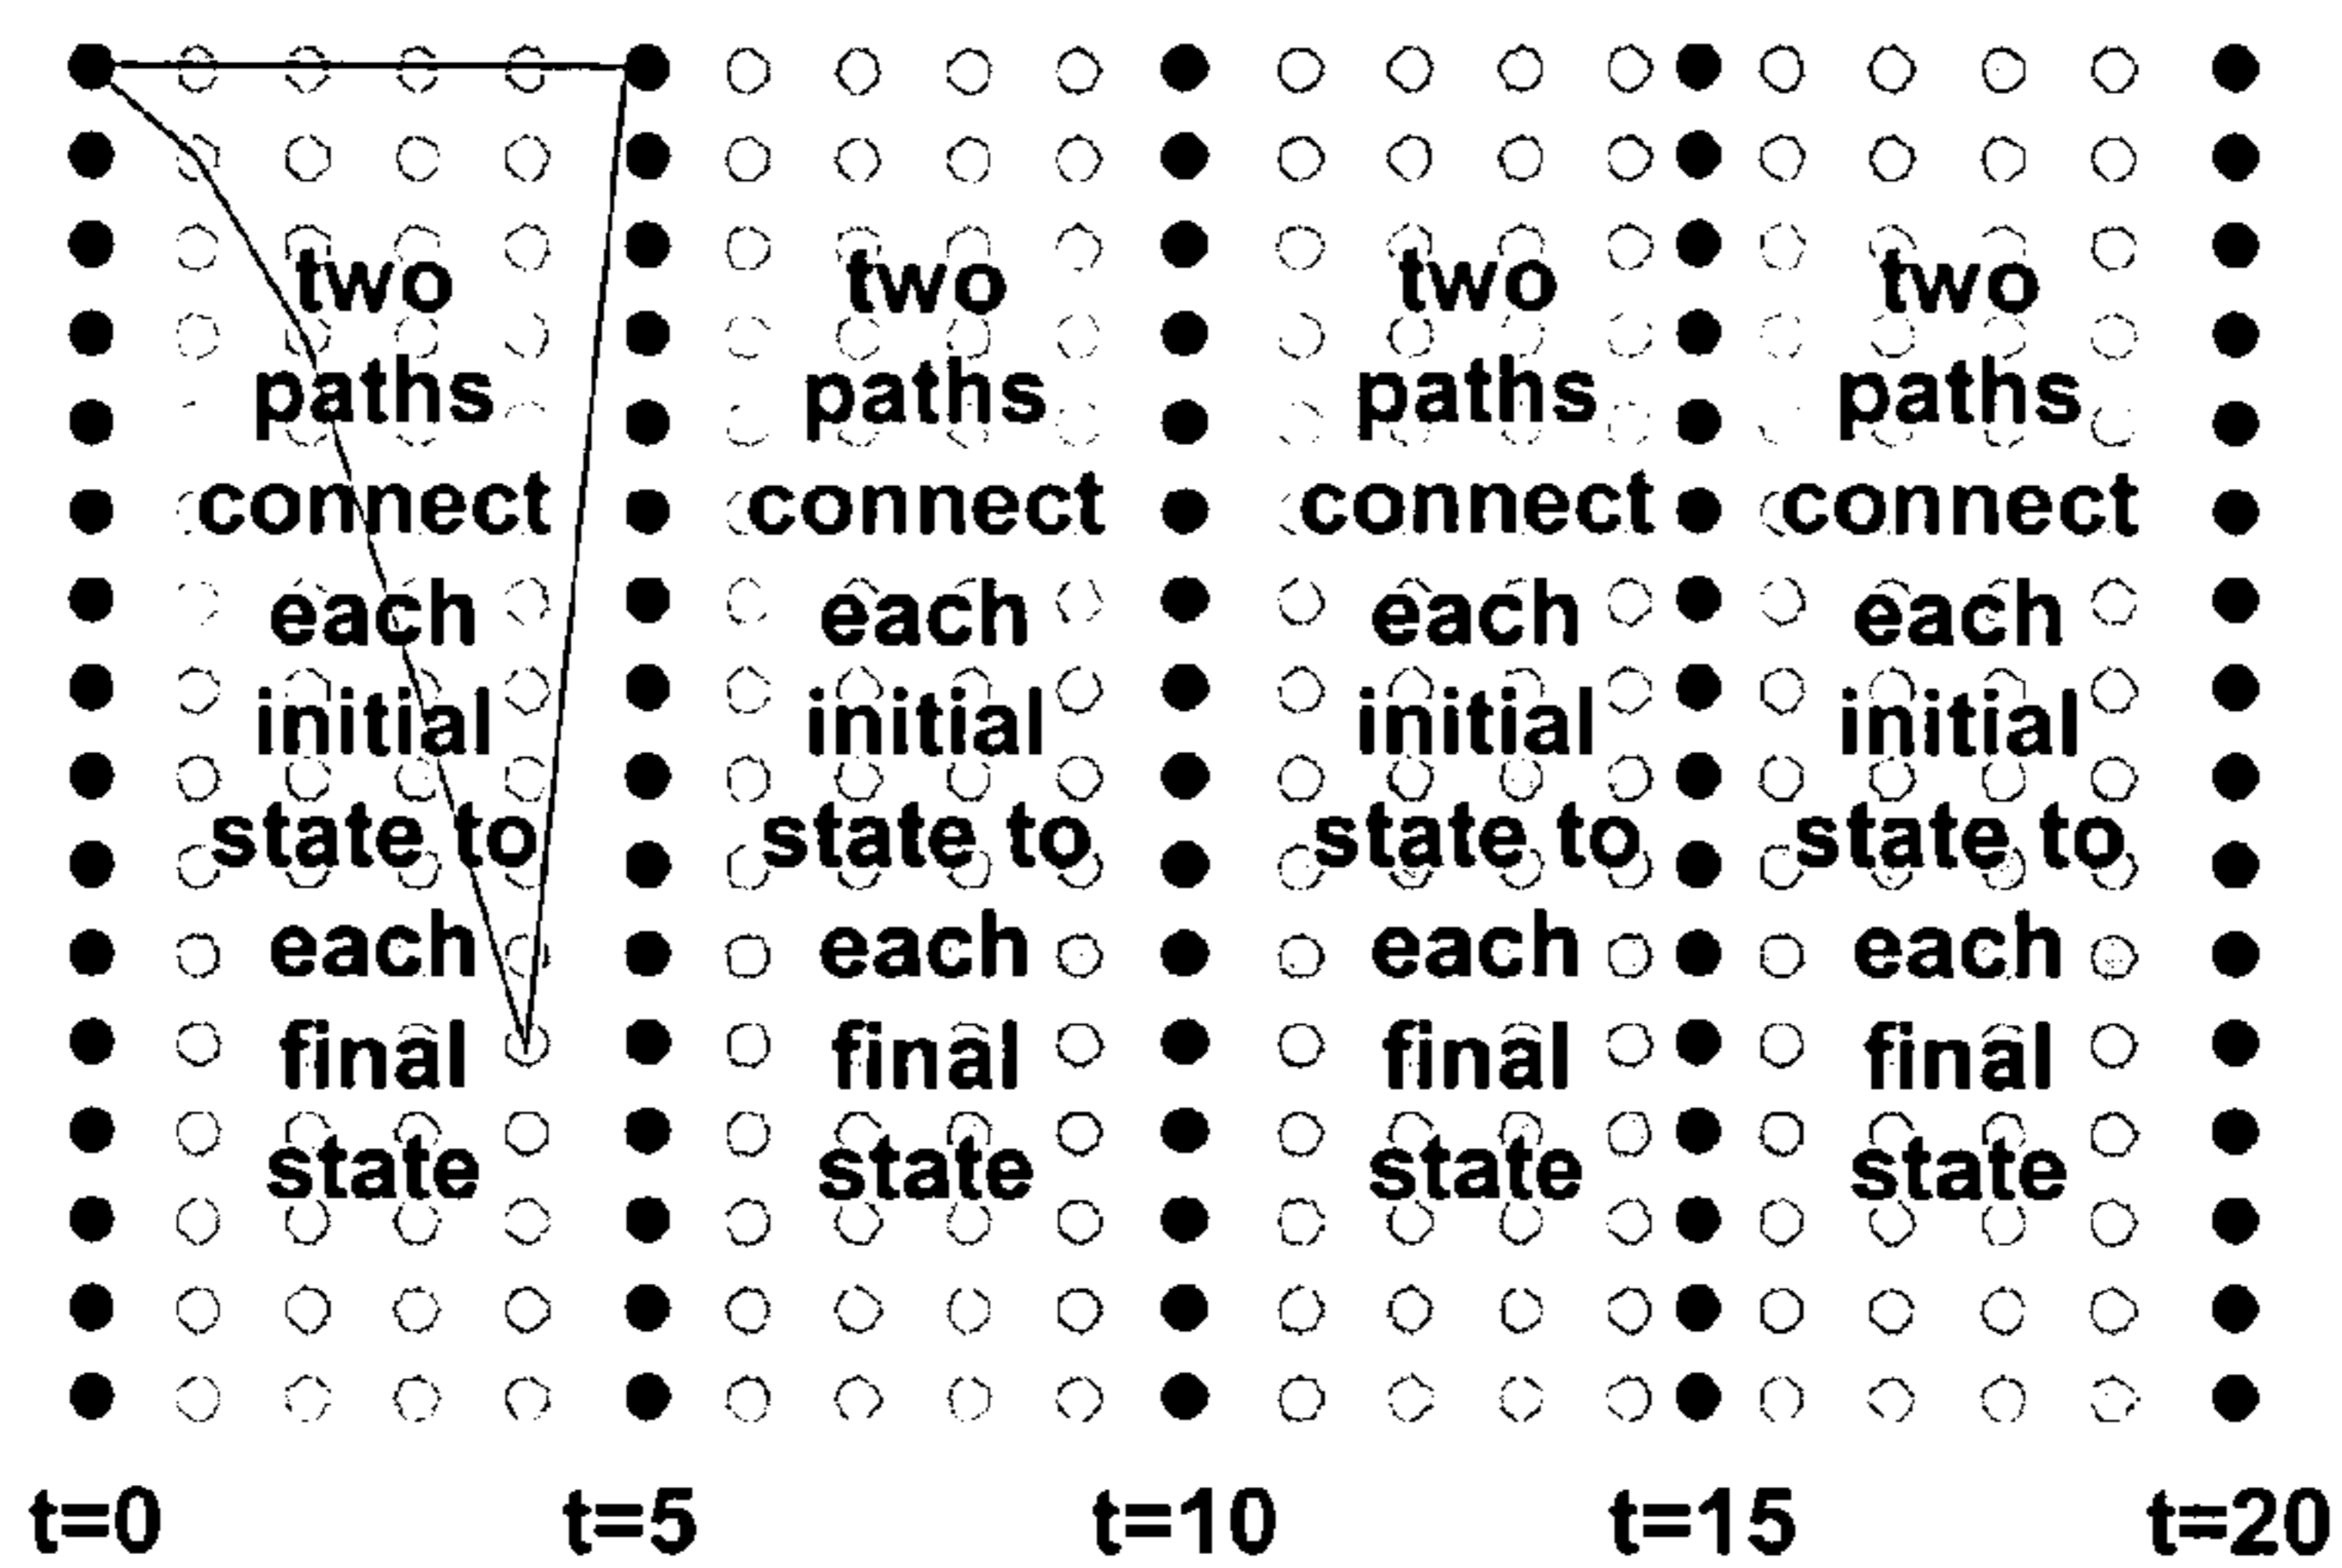 two two two two
paths paths paths paths
connect connect connect connect
each each each each
initial initial initial initial
state to state to state to state to
each each each each
final final final final
state state state state
t=0 t=5 t=10 t=15 t=20